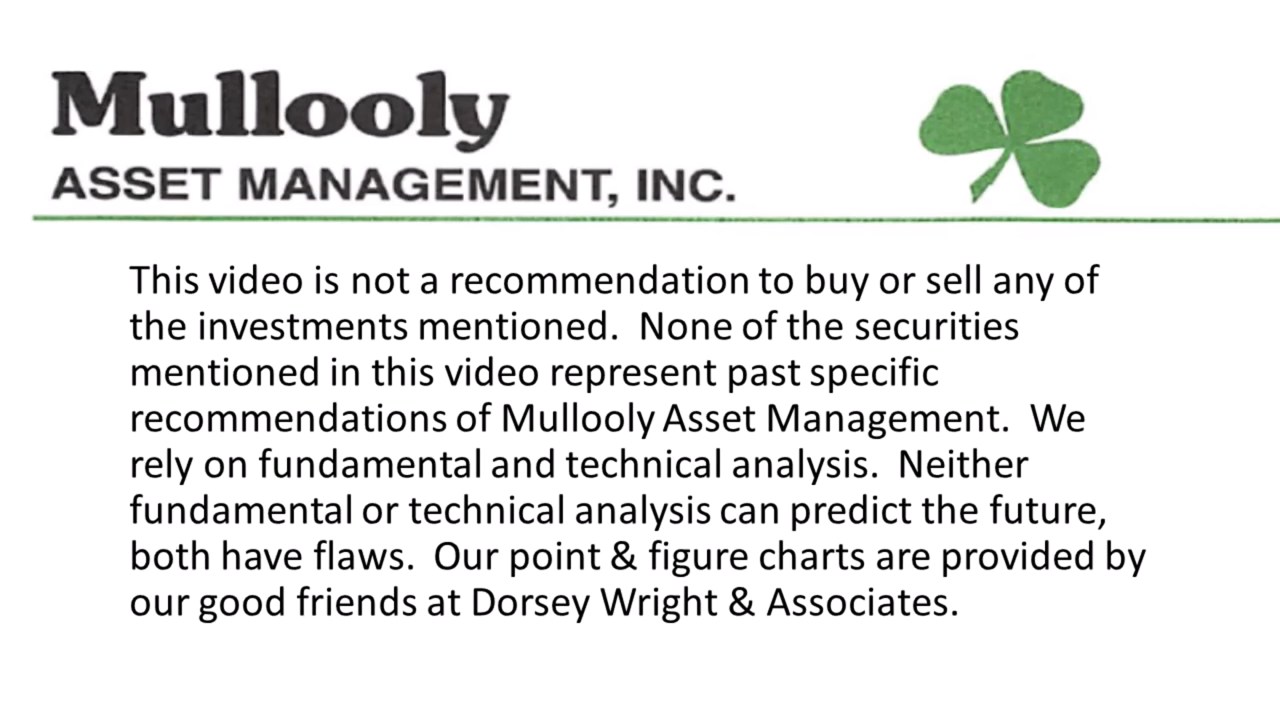 Mullooly
ASSET MANAGEMENT, INC.
This video is not a recommendation to buy or sell any of
the investments mentioned.  None of the securities
mentioned in this video represent past specific
recommendations of Mullooly Asset Management.  We
rely on fundamental and technical analysis.  Neither
fundamental or technical analysis can predict the future,
both have flaws.  Our point & figure charts are provided by
our good friends at Dorsey Wright & Associates.